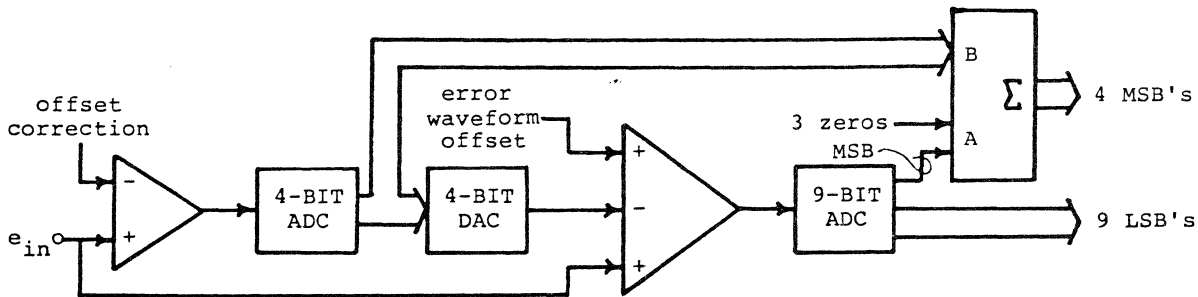 B
error
waveform
offset
Σ
4 MSB's
offset
correction
3 zeros
A
MSB
4-BIT
ADC
4-BIT
DAC
9-BIT
ADC
9 LSB's
e_in
-
+
+
-
+